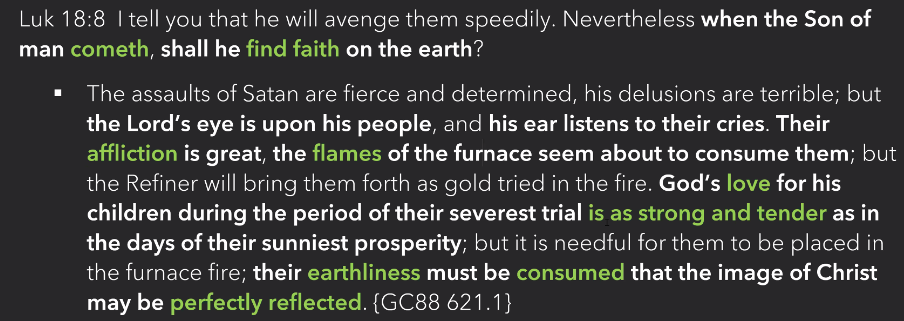 Luk 18:8  I tell you that he will avenge them speedily. Nevertheless when the Son of
man cometh, shall he find faith on the earth?
▪ The assaults of Satan are fierce and determined, his delusions are terrible; but
the Lord's eye is upon his people, and his ear listens to their cries. Their
affliction is great, the flames of the furnace seem about to consume them; but
the Refiner will bring them forth as gold tried in the fire. God's love for his
children during the period of their severest trial is as strong and tender as in
the days of their sunniest prosperity; but it is needful for them to be placed in
the furnace fire; their earthliness must be consumed that the image of Christ
may be perfectly reflected. {GC88 621.1}